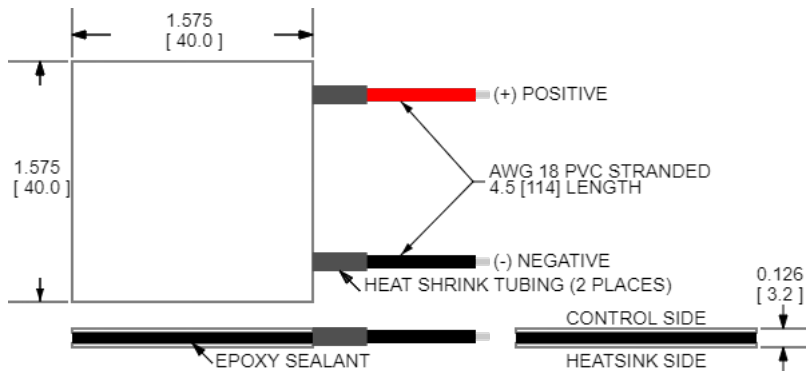 1.575
[ 40.0 ]
(+) POSITIVE
1.575
[ 40.0 ]
AWG 18 PVC STRANDED
4.5 [114] LENGTH
(-) NEGATIVE
HEAT SHRINK TUBING (2 PLACES)
0.126
[ 3.2 ]
CONTROL SIDE
EPOXY SEALANT
HEATSINK SIDE